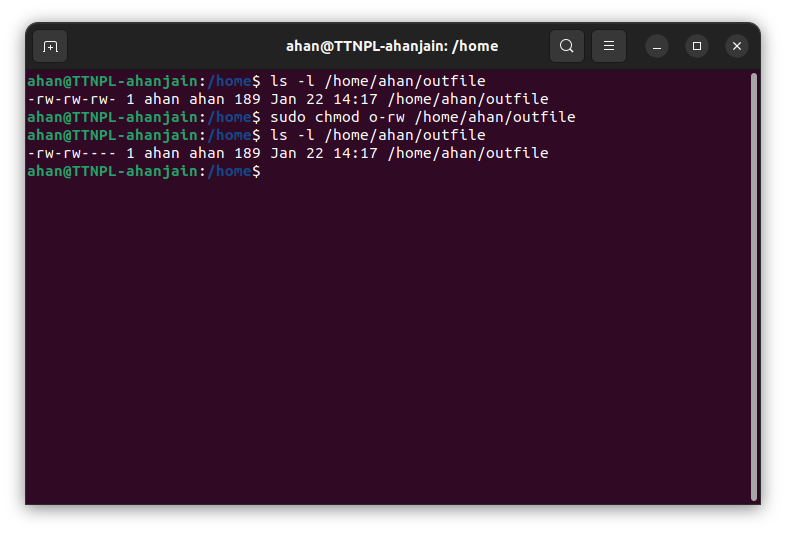 ahan@TTNPL-ahanjain: /home
ahan@TTNPL-ahanjain:/home$ ls -l /home/ahan/outfile
-rw-rw-rw- 1 ahan ahan 189 Jan 22 14:17 /home/ahan/outfile
ahan@TTNPL-ahanjain:/home$ sudo chmod o-rw /home/ahan/outfile
ahan@TTNPL-ahanjain:/home$ ls -l /home/ahan/outfile
-rw-rw---- 1 ahan ahan 189 Jan 22 14:17 /home/ahan/outfile
ahan@TTNPL-ahanjain:/home$